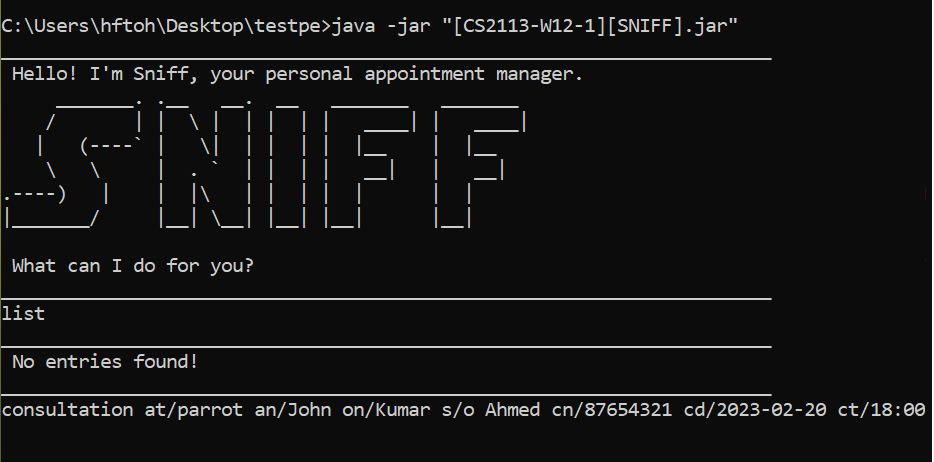 C:\Users\hftoh\Desktop\testpe>java -jar "[CS2113-W12-1][SNIFF].jar"
Hello! I'm Sniff, your personal appointment manager.
SNIFF
What can I do for you?
list
No entries found!
consultation at/parrot an/John on/Kumar s/o Ahmed cn/87654321 cd/2023-02-20 ct/18:00